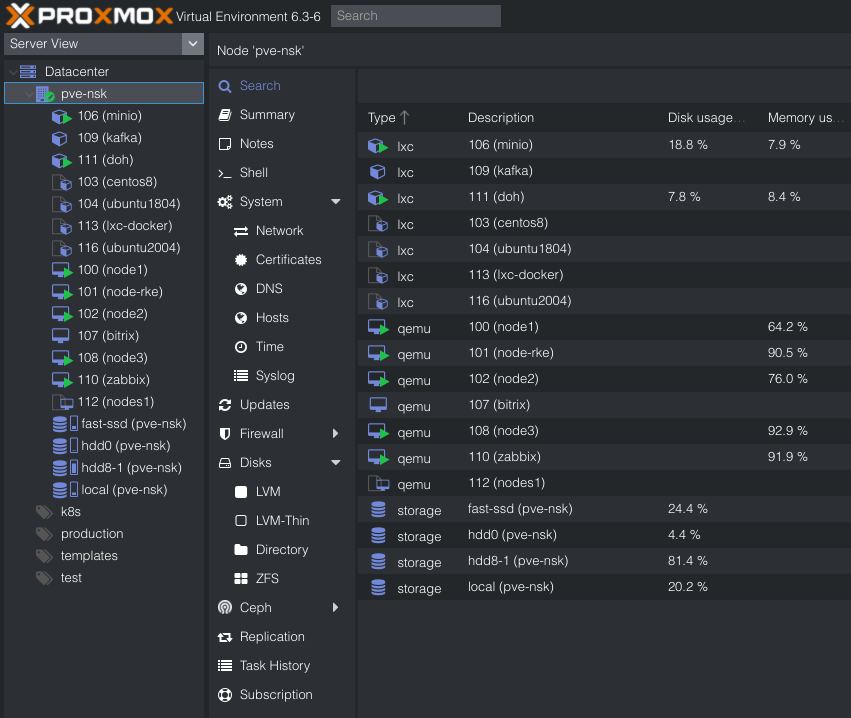 PROXMOX Virtual Environment 6.3-6 Search
Server View
Datacenter
pve-nsk
106 (minio)
109 (kafka)
111 (doh)
103 (centos8)
104 (ubuntu1804)
113 (lxc-docker)
116 (ubuntu2004)
100 (node1)
101 (node-rke)
102 (node2)
107 (bitrix)
108 (node3)
110 (zabbix)
112 (nodes1)
fast-ssd (pve-nsk)
hdd0 (pve-nsk)
hdd8-1 (pve-nsk)
local (pve-nsk)
k8s
production
templates
test
Node 'pve-nsk'
Search
Summary
Notes
Shell
System
Network
Certificates
DNS
Hosts
Time
Syslog
Updates
Firewall
Disks
LVM
LVM-Thin
Directory
ZFS
Ceph
Replication
Task History
Subscription
Type Description Disk usage... Memory us...
lxc 106 (minio) 18.8 % 7.9 %
lxc 109 (kafka)
lxc 111 (doh) 7.8 % 8.4 %
lxc 103 (centos8)
lxc 104 (ubuntu1804)
lxc 113 (lxc-docker)
lxc 116 (ubuntu2004)
qemu 100 (node1) 64.2 %
qemu 101 (node-rke) 90.5 %
qemu 102 (node2) 76.0 %
qemu 107 (bitrix)
qemu 108 (node3) 92.9 %
qemu 110 (zabbix) 91.9 %
qemu 112 (nodes1)
storage fast-ssd (pve-nsk) 24.4 %
storage hdd0 (pve-nsk) 4.4 %
storage hdd8-1 (pve-nsk) 81.4 %
storage local (pve-nsk) 20.2 %